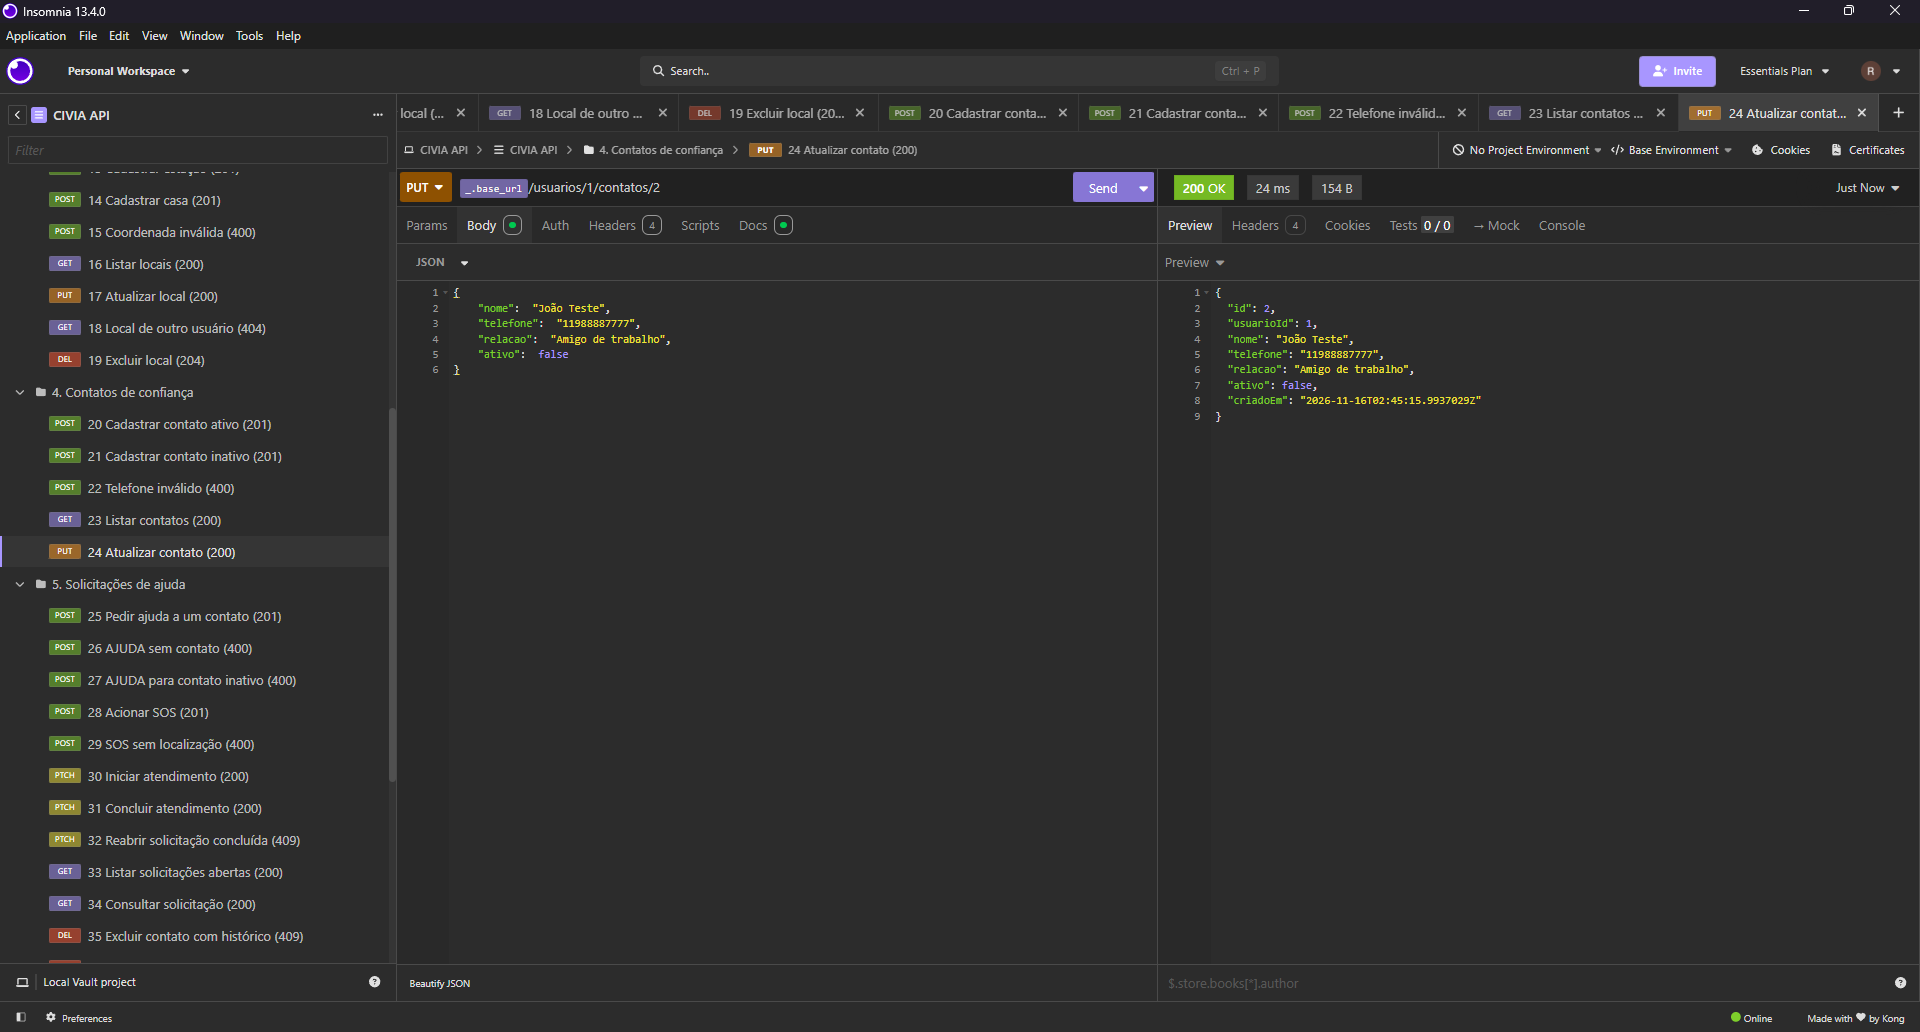 Insomnia 13.4.0
Application File Edit View Window Tools Help
Personal Workspace
Search..
Ctrl + P
Invite
Essentials Plan
R
CIVIA API
Filter
14 Cadastrar casa (201)
POST
15 Coordenada inválida (400)
POST
16 Listar locais (200)
GET
17 Atualizar local (200)
PUT
18 Local de outro usuário (404)
GET
19 Excluir local (204)
DEL
4. Contatos de confiança
POST 20 Cadastrar contato ativo (201)
POST 21 Cadastrar contato inativo (201)
POST 22 Telefone inválido (400)
GET 23 Listar contatos (200)
PUT 24 Atualizar contato (200)
5. Solicitações de ajuda
POST 25 Pedir ajuda a um contato (201)
POST 26 AJUDA sem contato (400)
POST 27 AJUDA para contato inativo (400)
POST 28 Acionar SOS (201)
POST 29 SOS sem localização (400)
PTCH 30 Iniciar atendimento (200)
PTCH 31 Concluir atendimento (200)
PTCH 32 Reabrir solicitação concluída (409)
GET 33 Listar solicitações abertas (200)
GET 34 Consultar solicitação (200)
DEL 35 Excluir contato com histórico (409)
Local Vault project
local (...
GET 18 Local de outro ...
DEL 19 Excluir local (20...
POST 20 Cadastrar conta...
POST 21 Cadastrar conta...
POST 22 Telefone inválid...
GET 23 Listar contatos ...
PUT 24 Atualizar contat...
CIVIA API > CIVIA API > 4. Contatos de confiança > PUT 24 Atualizar contato (200)
No Project Environment </> Base Environment Cookies Certificates
PUT _.base_url/usuarios/1/contatos/2
Send
Params Body Auth Headers 4 Scripts Docs
JSON
1 {
2 "nome": "João Teste",
3 "telefone": "11988887777",
4 "relacao": "Amigo de trabalho",
5 "ativo": false
6 }
Beautify JSON
200 OK 24 ms 154 B
Just Now
Preview Headers 4 Cookies Tests 0 / 0 → Mock Console
Preview
1 {
2 "id": 2,
3 "usuarioId": 1,
4 "nome": "João Teste",
5 "telefone": "11988887777",
6 "relacao": "Amigo de trabalho",
7 "ativo": false,
8 "criadoEm": "2026-11-16T02:45:15.9937029Z"
9 }
$.store.books[*].author
Preferences
Online
Made with ♥ by Kong